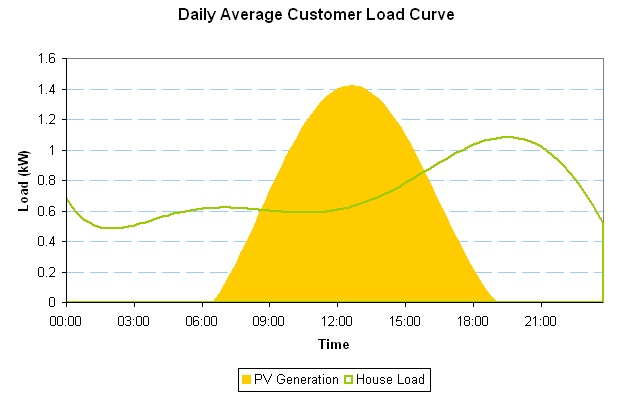 Daily Average Customer Load Curve
1.6
1.4
1.2
1
0.8
0.6
0.4
0.2
0
Load (kW)
00:00 03:00 06:00 09:00 12:00 15:00 18:00 21:00
Time
PV Generation House Load